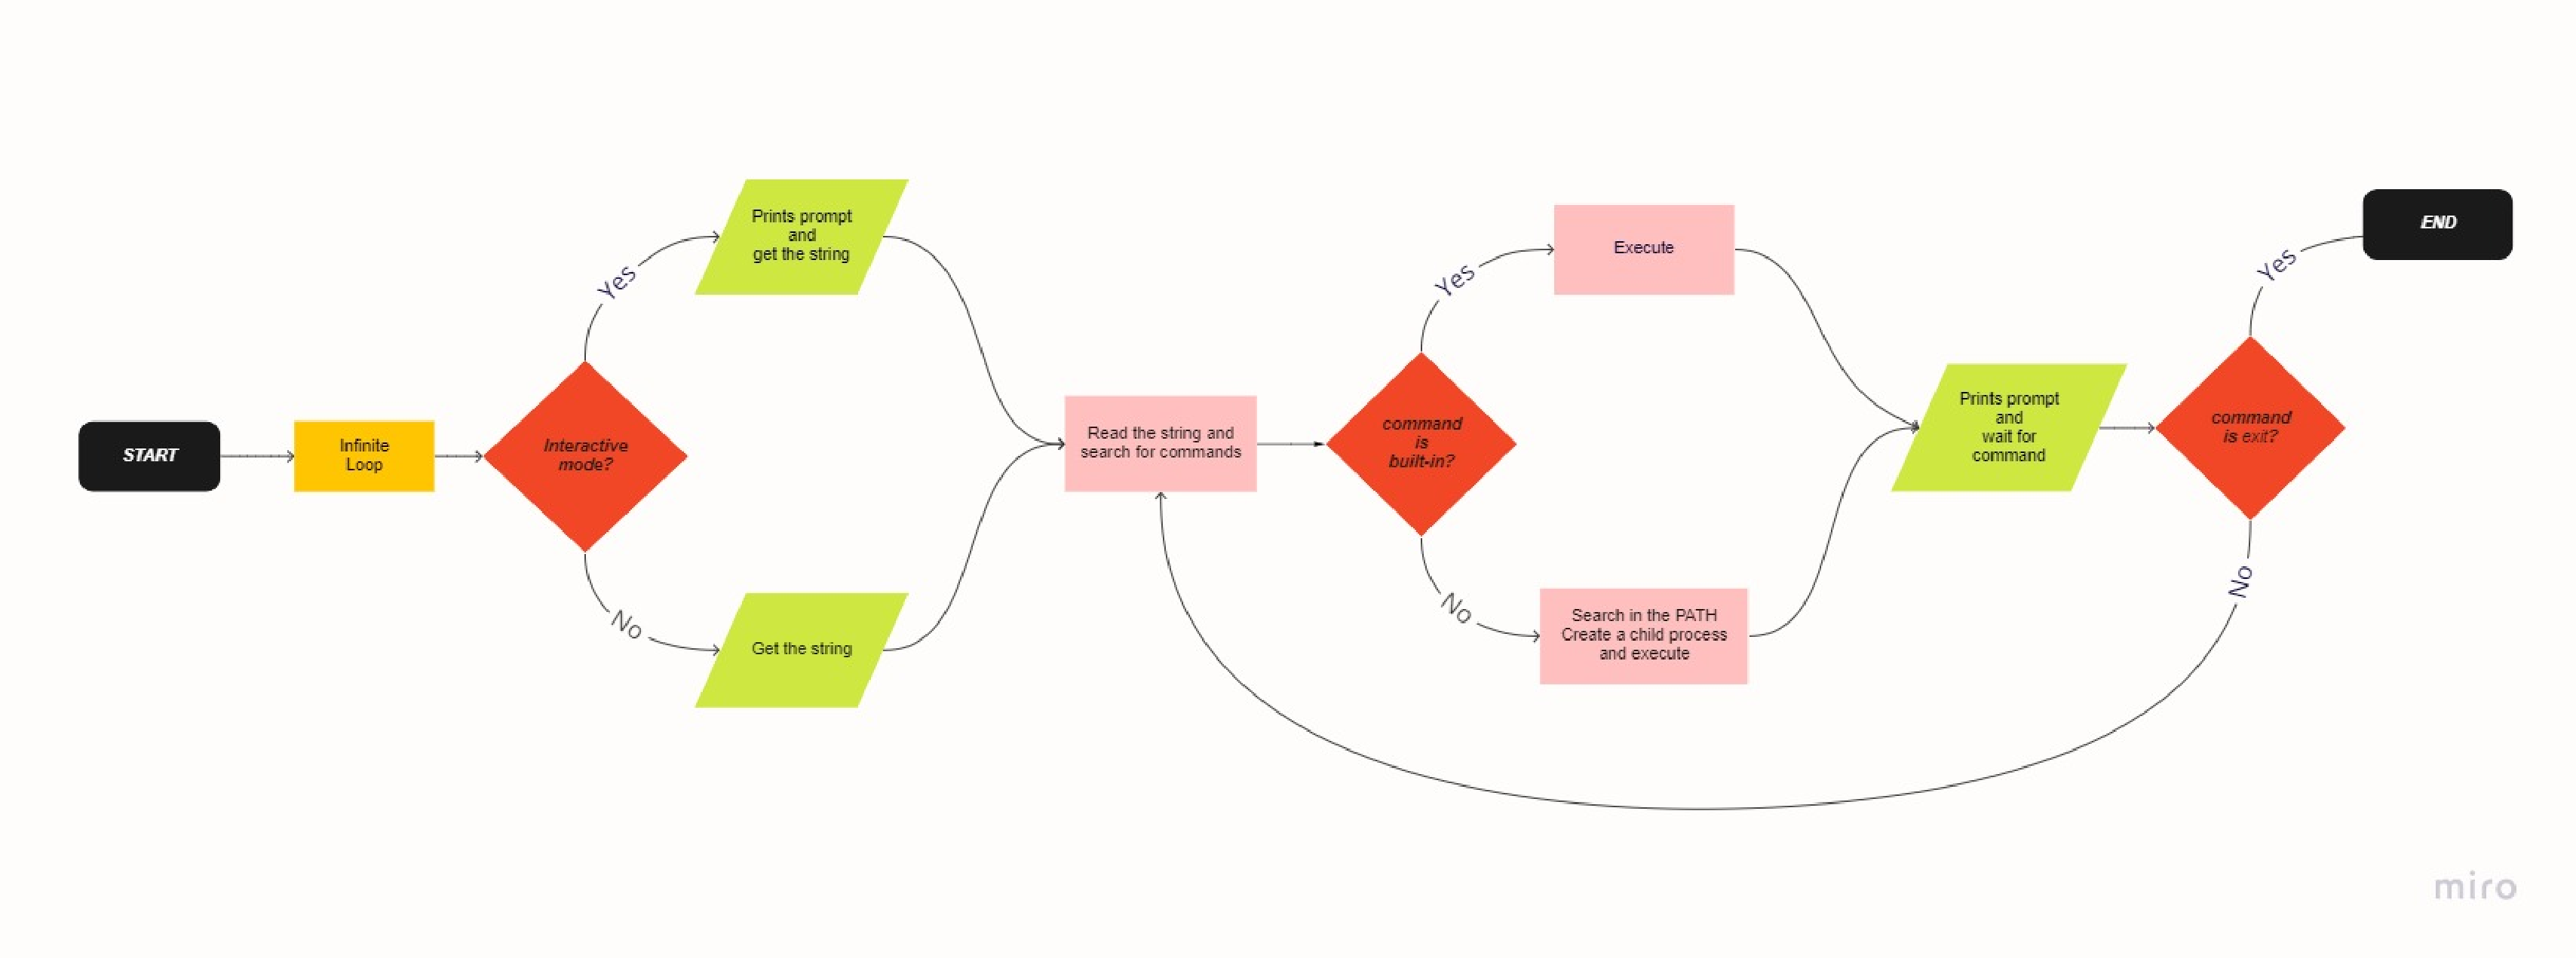 START
Infinite
Loop
Interactive
mode?
Yes
Prints prompt
and
get the string
No
Get the string
Read the string and
search for commands
command
is
built-in?
Yes
Execute
No
Search in the PATH
Create a child process
and execute
Prints prompt
and
wait for
command
command
is exit?
Yes
END
No
miro